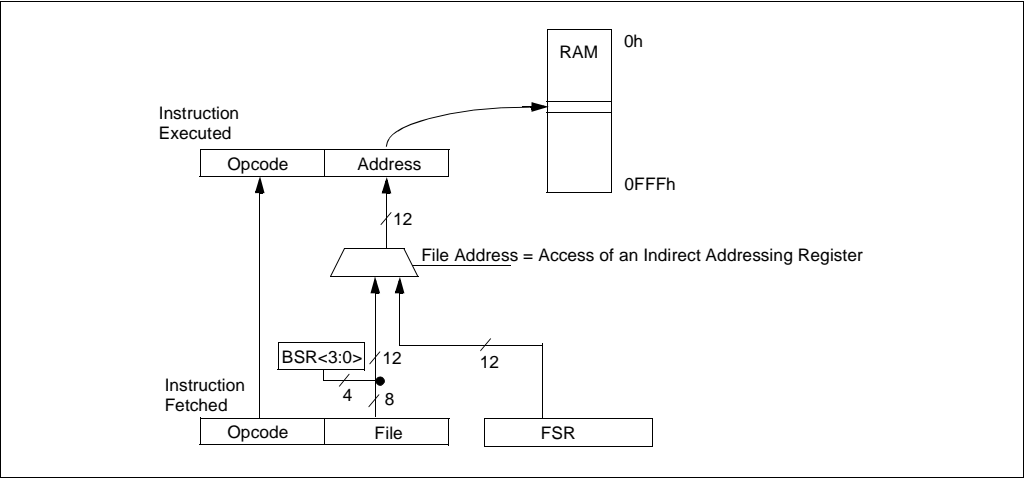 RAM
0h
Instruction
Executed
Opcode
Address
0FFFh
12
File Address = Access of an Indirect Addressing Register
BSR<3:0>
12
12
4
8
Instruction
Fetched
Opcode
File
FSR